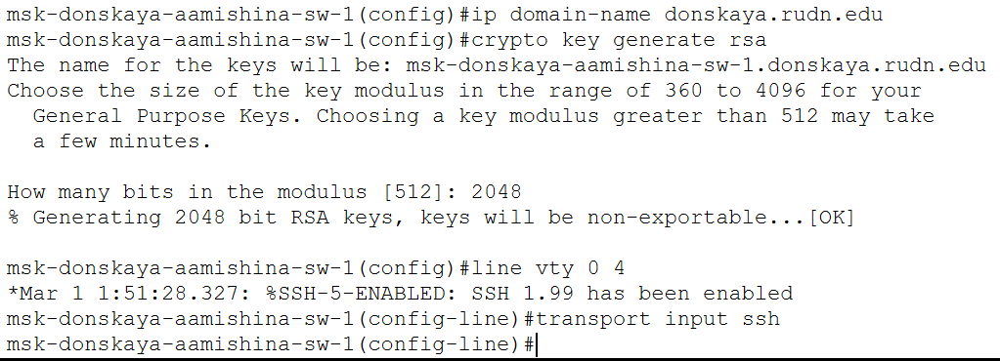 msk-donskaya-aamishina-sw-1(config)#ip domain-name donskaya.rudn.edu
msk-donskaya-aamishina-sw-1(config)#crypto key generate rsa
The name for the keys will be: msk-donskaya-aamishina-sw-1.donskaya.rudn.edu
Choose the size of the key modulus in the range of 360 to 4096 for your
  General Purpose Keys. Choosing a key modulus greater than 512 may take
  a few minutes.

How many bits in the modulus [512]: 2048
% Generating 2048 bit RSA keys, keys will be non-exportable...[OK]

msk-donskaya-aamishina-sw-1(config)#line vty 0 4
*Mar 1 1:51:28.327: %SSH-5-ENABLED: SSH 1.99 has been enabled
msk-donskaya-aamishina-sw-1(config-line)#transport input ssh
msk-donskaya-aamishina-sw-1(config-line)#